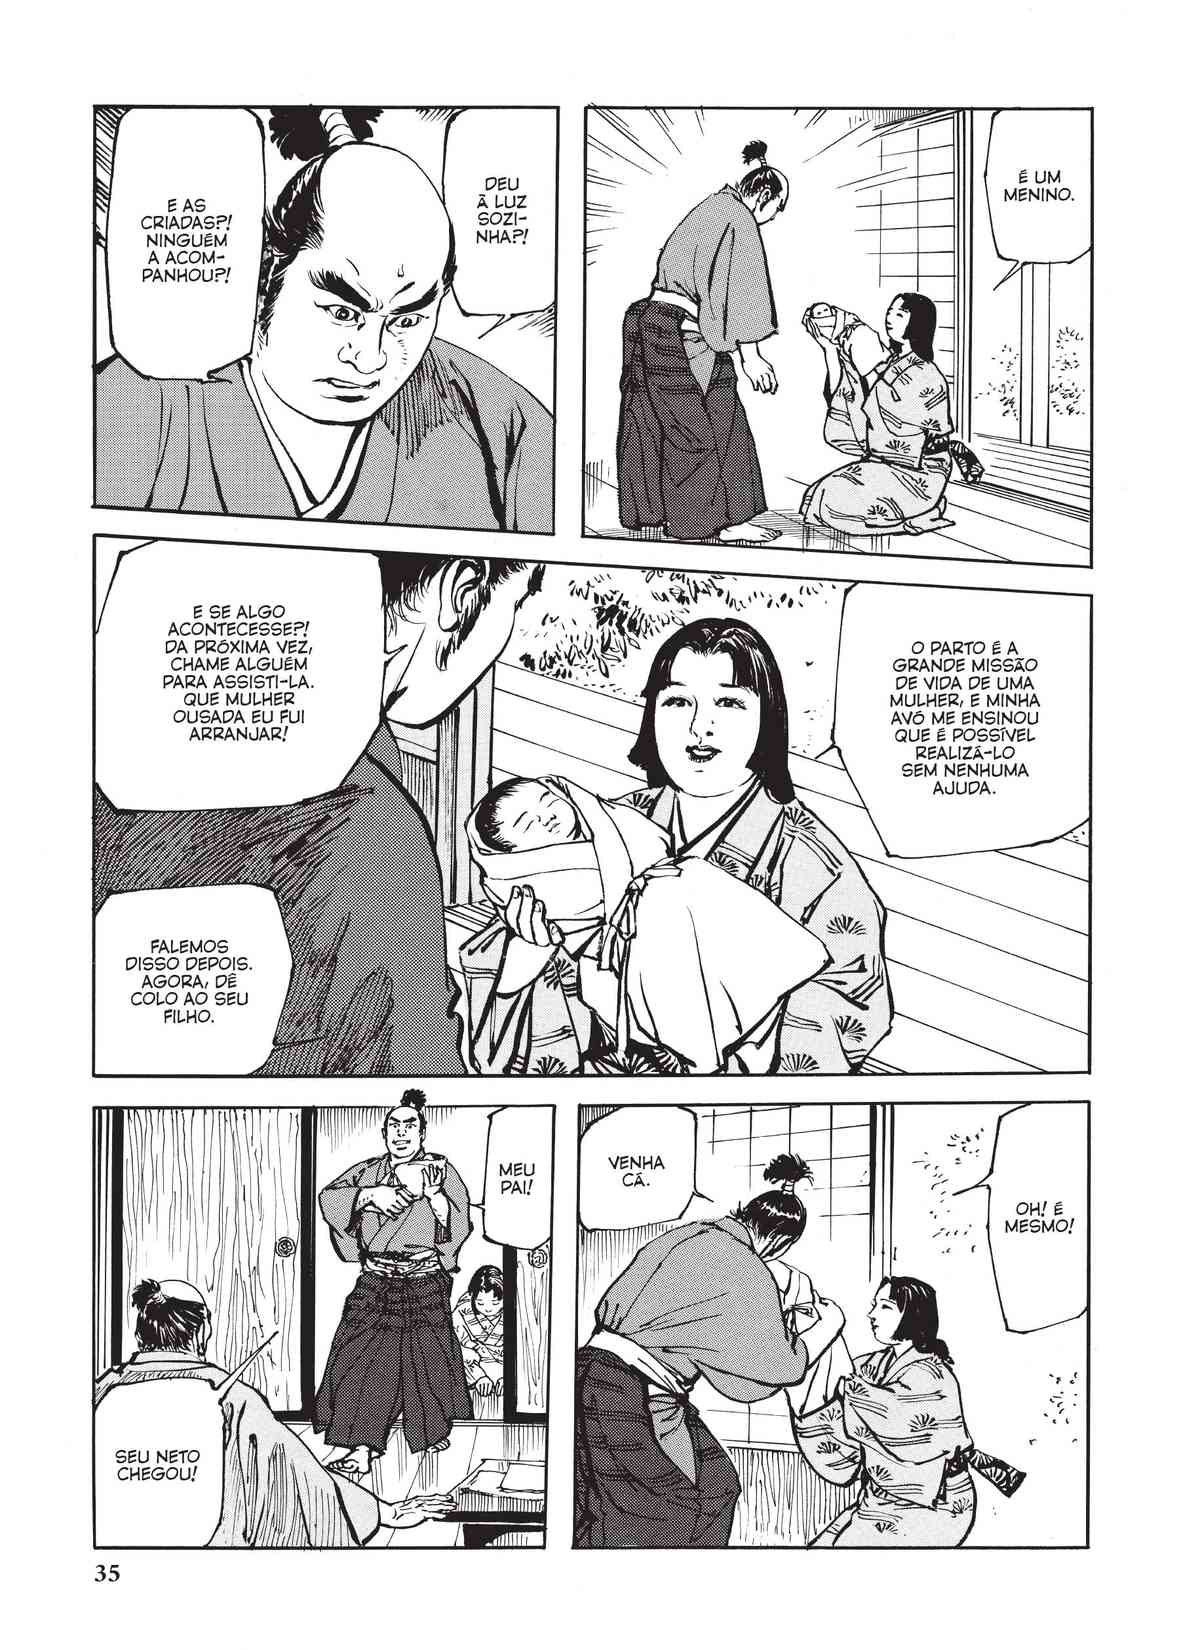 É UM
MENINO.
DEU
À LUZ
SOZI-
NHA?!
E AS
CRIADAS?!
NINGUÉM
A ACOM-
PANHOU?!
O PARTO É A
GRANDE MISSÃO
DE VIDA DE UMA
MULHER, E MINHA
AVÓ ME ENSINOU
QUE É POSSÍVEL
REALIZÁ-LO
SEM NENHUMA
AJUDA.
E SE ALGO
ACONTECESSE?!
DA PRÓXIMA VEZ,
CHAME ALGUÉM
PARA ASSISTI-LA.
QUE MULHER
OUSADA EU FUI
ARRANJAR!
FALEMOS
DISSO DEPOIS.
AGORA, DÊ
COLO AO SEU
FILHO.
OH! É
MESMO!
VENHA
CÁ.
MEU
PAI!
SEU NETO
CHEGOU!
35